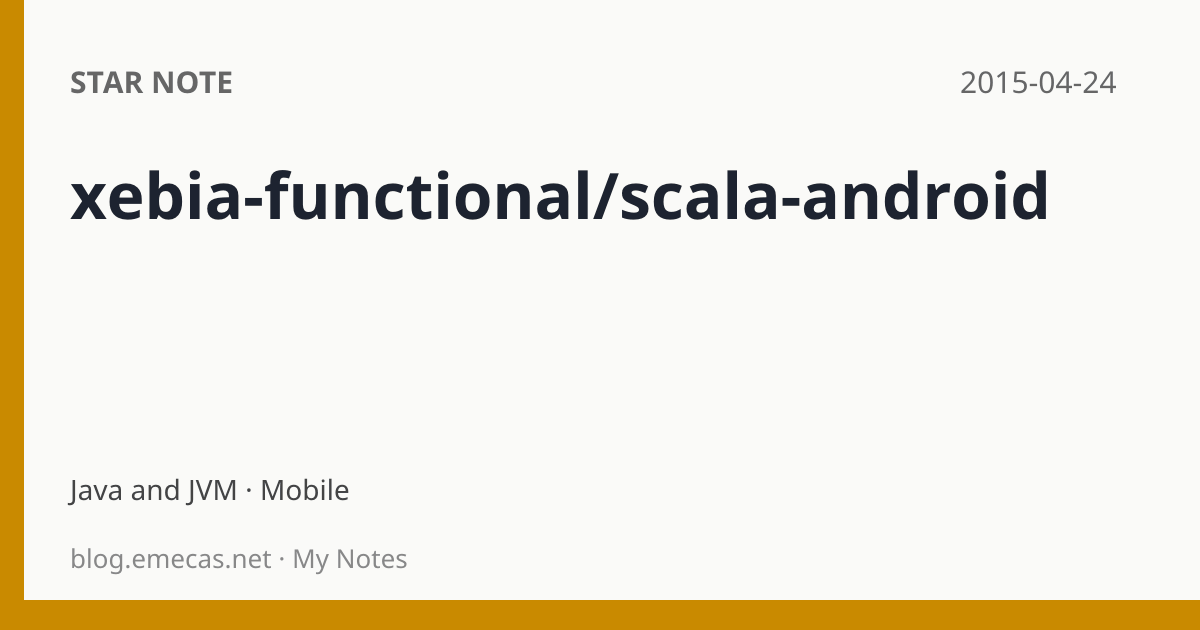 STAR NOTE
2015-04-24
xebia-functional/scala-android
Java and JVM · Mobile
blog.emecas.net · My Notes